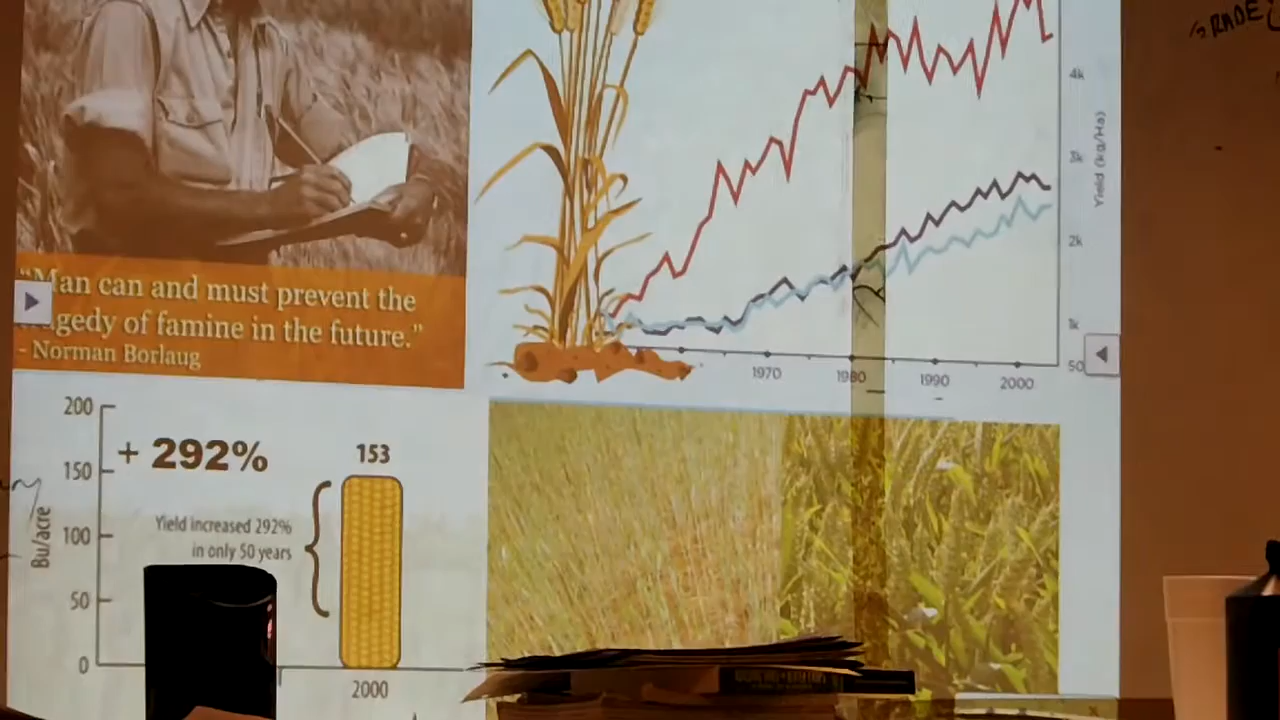 GRADE
"Man can and must prevent the
gedy of famine in the future."
- Norman Borlaug
4k
3k
2k
1k
50
Yield (kg/Ha)
1970 1980 1990 2000
200
150
100
50
0
Bu/acre
+ 292%
153
Yield increased 292%
in only 50 years
2000